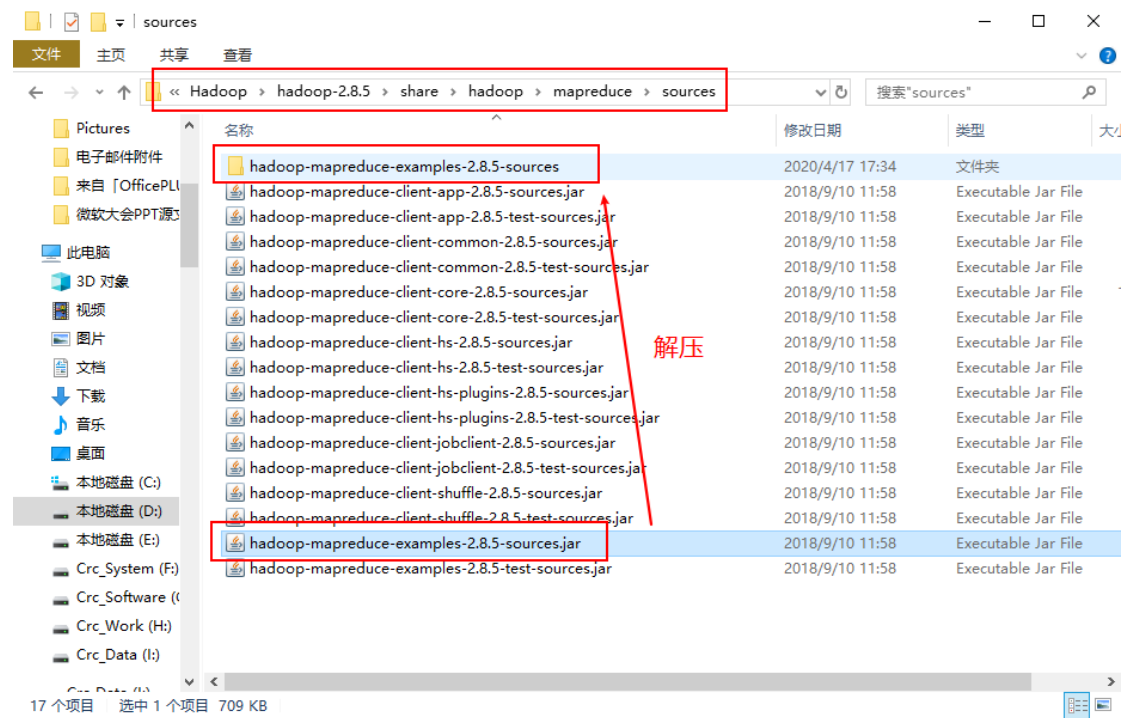 sources
文件 主页 共享 查看
« Hadoop › hadoop-2.8.5 › share › hadoop › mapreduce › sources 搜索"sources"
Pictures
电子邮件附件
来自「OfficePLU
微软大会PPT源文
此电脑
3D 对象
视频
图片
文档
下载
音乐
桌面
本地磁盘 (C:)
本地磁盘 (D:)
本地磁盘 (E:)
Crc_System (F:)
Crc_Software (
Crc_Work (H:)
Crc_Data (I:)
名称 修改日期 类型 大小
hadoop-mapreduce-examples-2.8.5-sources 2020/4/17 17:34 文件夹
hadoop-mapreduce-client-app-2.8.5-sources.jar 2018/9/10 11:58 Executable Jar File
hadoop-mapreduce-client-app-2.8.5-test-sources.jar 2018/9/10 11:58 Executable Jar File
hadoop-mapreduce-client-common-2.8.5-sources.jar 2018/9/10 11:58 Executable Jar File
hadoop-mapreduce-client-common-2.8.5-test-sources.jar 2018/9/10 11:58 Executable Jar File
hadoop-mapreduce-client-core-2.8.5-sources.jar 2018/9/10 11:58 Executable Jar File
hadoop-mapreduce-client-core-2.8.5-test-sources.jar 2018/9/10 11:58 Executable Jar File
hadoop-mapreduce-client-hs-2.8.5-sources.jar 2018/9/10 11:58 Executable Jar File
解压
hadoop-mapreduce-client-hs-2.8.5-test-sources.jar 2018/9/10 11:58 Executable Jar File
hadoop-mapreduce-client-hs-plugins-2.8.5-sources.jar 2018/9/10 11:58 Executable Jar File
hadoop-mapreduce-client-hs-plugins-2.8.5-test-sources.jar 2018/9/10 11:58 Executable Jar File
hadoop-mapreduce-client-jobclient-2.8.5-sources.jar 2018/9/10 11:58 Executable Jar File
hadoop-mapreduce-client-jobclient-2.8.5-test-sources.jar 2018/9/10 11:58 Executable Jar File
hadoop-mapreduce-client-shuffle-2.8.5-sources.jar 2018/9/10 11:58 Executable Jar File
hadoop-mapreduce-client-shuffle-2.8.5-test-sources.jar 2018/9/10 11:58 Executable Jar File
hadoop-mapreduce-examples-2.8.5-sources.jar 2018/9/10 11:58 Executable Jar File
hadoop-mapreduce-examples-2.8.5-test-sources.jar 2018/9/10 11:58 Executable Jar File
17 个项目 选中 1 个项目 709 KB